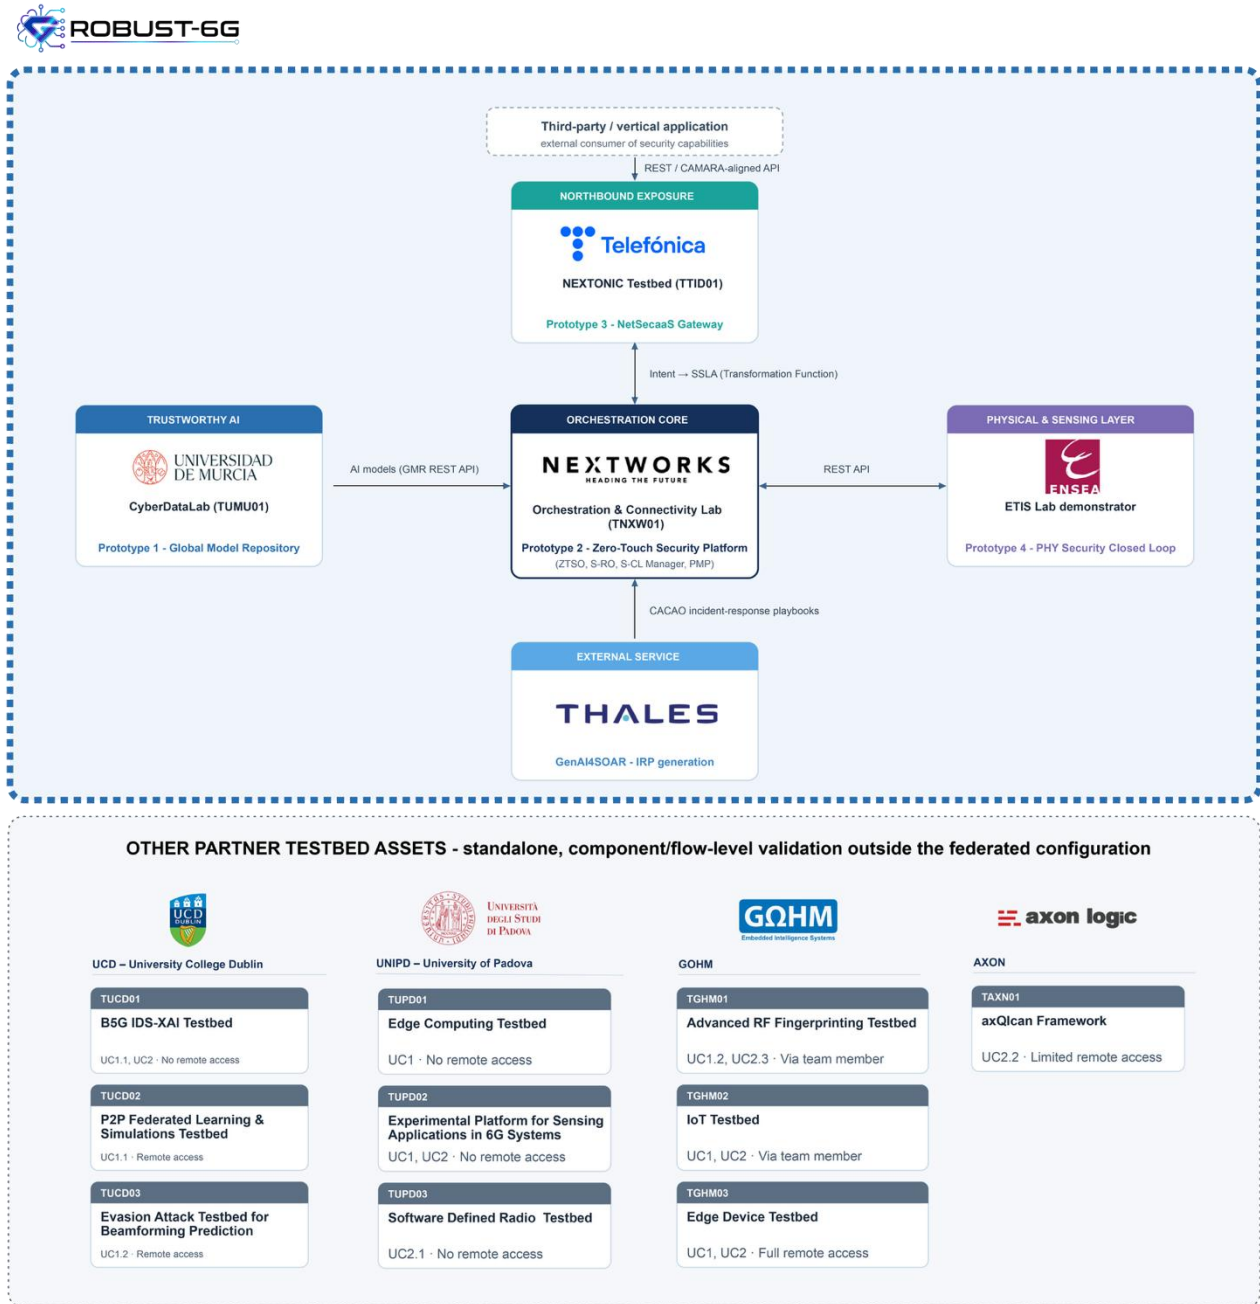 ROBUST-6G
Third-party / vertical application
external consumer of security capabilities
REST / CAMARA-aligned API
NORTHBOUND EXPOSURE
Telefónica
NEXTONIC Testbed (TTID01)
Prototype 3 - NetSecaaS Gateway
Intent → SSLA (Transformation Function)
TRUSTWORTHY AI
UNIVERSIDAD
DE MURCIA
CyberDataLab (TUMU01)
Prototype 1 - Global Model Repository
AI models (GMR REST API)
ORCHESTRATION CORE
NEXTWORKS
HEADING THE FUTURE
Orchestration & Connectivity Lab
(TNXW01)
Prototype 2 - Zero-Touch Security Platform
(ZTSO, S-RO, S-CL Manager, PMP)
REST API
PHYSICAL & SENSING LAYER
ENSEA
ETIS Lab demonstrator
Prototype 4 - PHY Security Closed Loop
CACAO incident-response playbooks
EXTERNAL SERVICE
THALES
GenAI4SOAR - IRP generation
OTHER PARTNER TESTBED ASSETS - standalone, component/flow-level validation outside the federated configuration
UCD
DUBLIN
UCD – University College Dublin
TUCD01
B5G IDS-XAI Testbed
UC1.1, UC2 · No remote access
TUCD02
P2P Federated Learning &
Simulations Testbed
UC1.1 · Remote access
TUCD03
Evasion Attack Testbed for
Beamforming Prediction
UC1.2 · Remote access
UNIVERSITÀ
DEGLI STUDI
DI PADOVA
UNIPD – University of Padova
TUPD01
Edge Computing Testbed
UC1 · No remote access
TUPD02
Experimental Platform for Sensing
Applications in 6G Systems
UC1, UC2 · No remote access
TUPD03
Software Defined Radio Testbed
UC2.1 · No remote access
GΩHM
Embedded Intelligence Systems
GOHM
TGHM01
Advanced RF Fingerprinting Testbed
UC1.2, UC2.3 · Via team member
TGHM02
IoT Testbed
UC1, UC2 · Via team member
TGHM03
Edge Device Testbed
UC1, UC2 · Full remote access
axon logic
AXON
TAXN01
axQIcan Framework
UC2.2 · Limited remote access